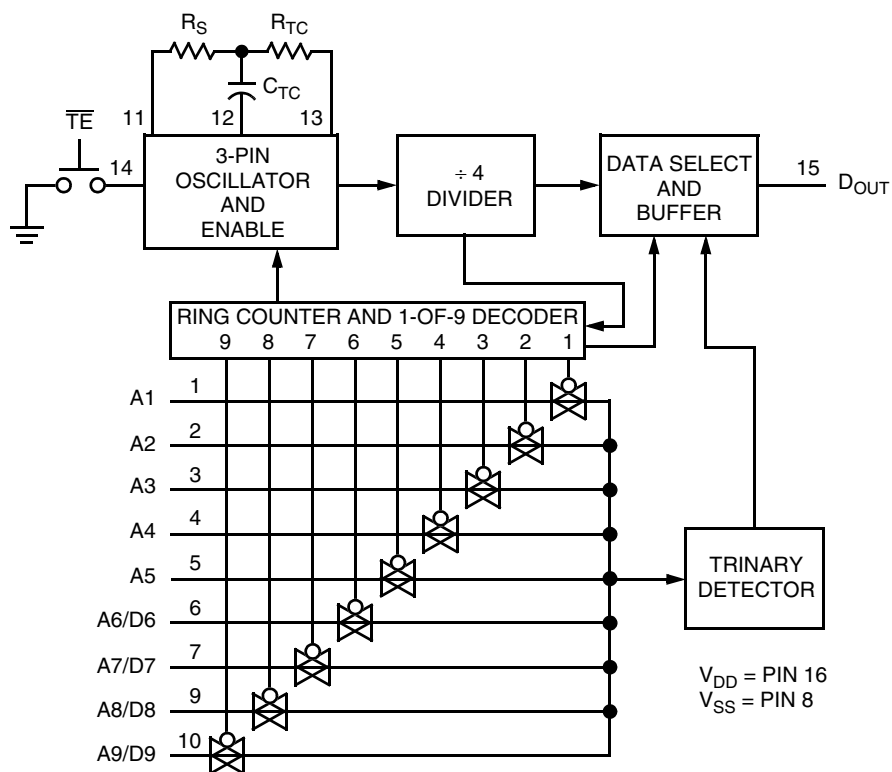 R_S R_TC
C_TC
11 12 13
T̅E̅
14
3-PIN
OSCILLATOR
AND
ENABLE
÷ 4
DIVIDER
DATA SELECT
AND
BUFFER
15 D_OUT
RING COUNTER AND 1-OF-9 DECODER
9 8 7 6 5 4 3 2 1
A1 1
A2 2
A3 3
A4 4
A5 5
A6/D6 6
A7/D7 7
A8/D8 9
A9/D9 10
TRINARY
DETECTOR
V_DD = PIN 16
V_SS = PIN 8